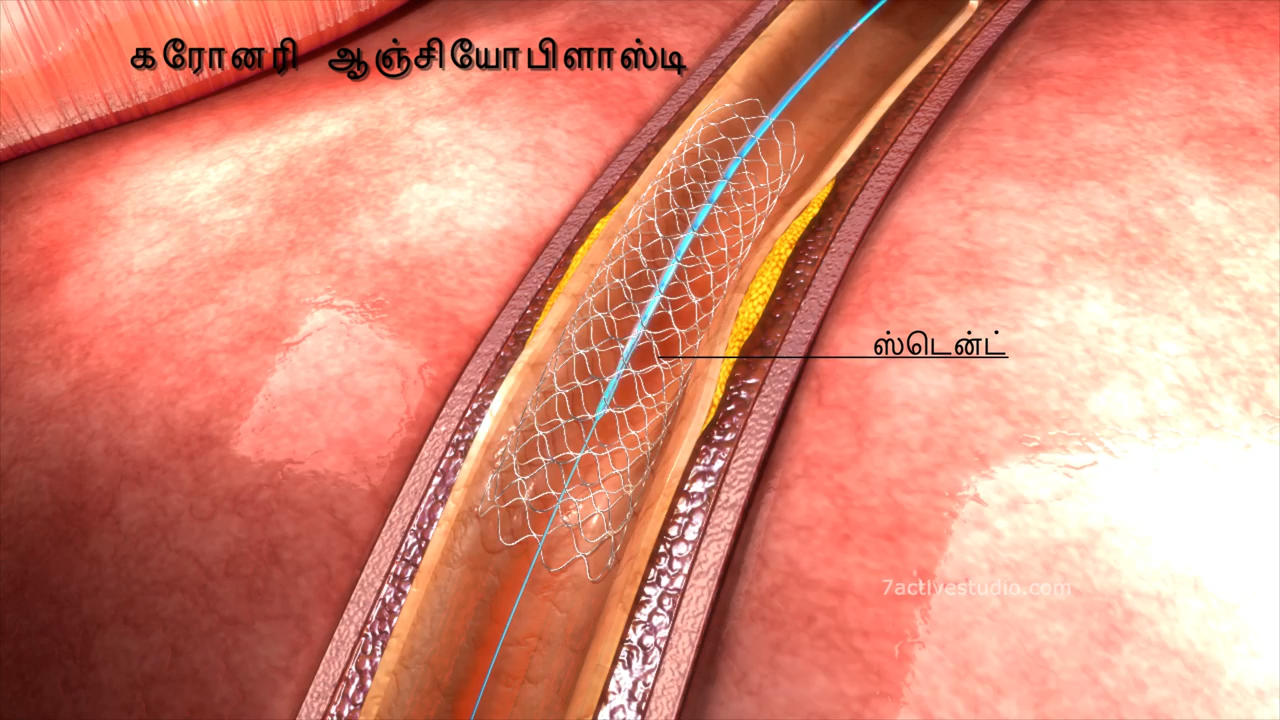 கரோனரி ஆஞ்சியோபிளாஸ்டி
ஸ்டென்ட்
7activestudio.com